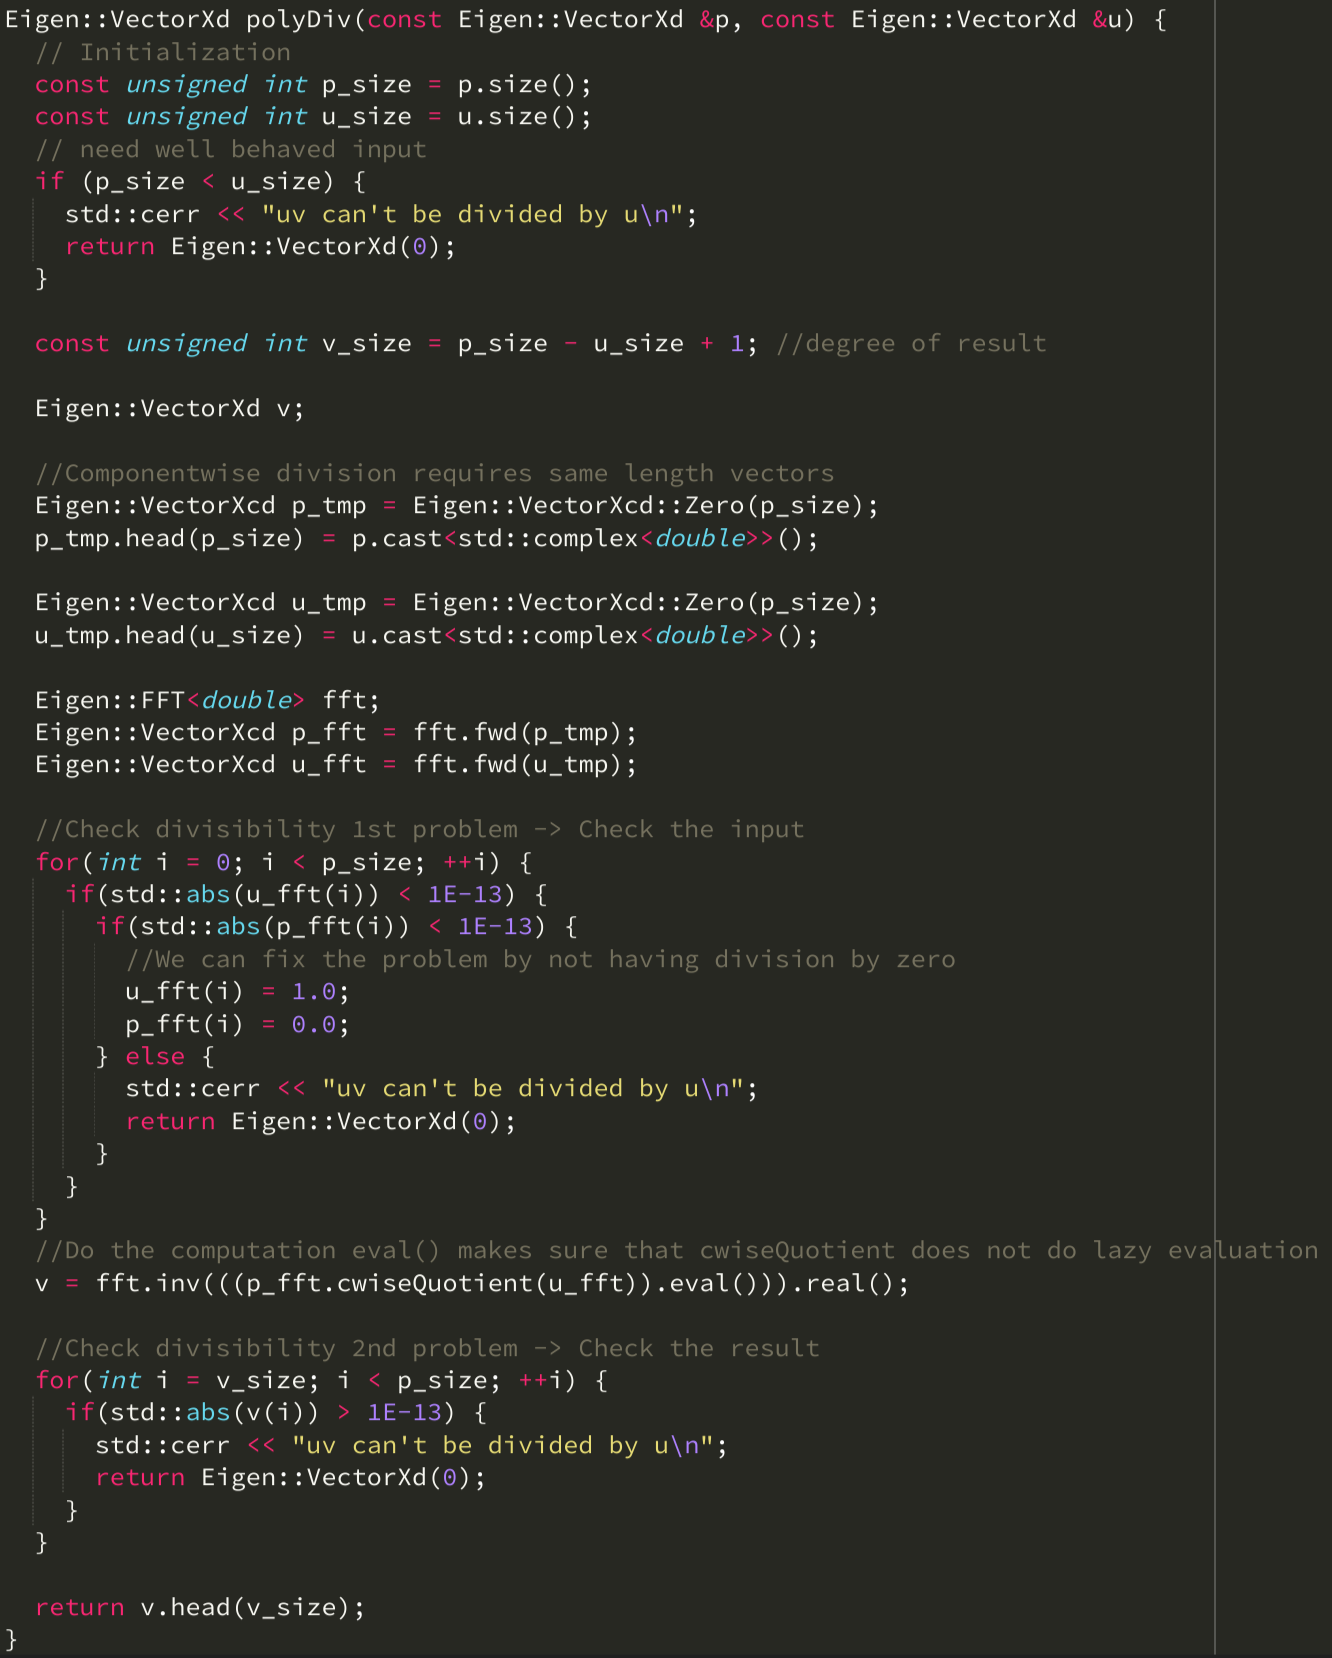 Eigen::VectorXd polyDiv(const Eigen::VectorXd &p, const Eigen::VectorXd &u) {
  // Initialization
  const unsigned int p_size = p.size();
  const unsigned int u_size = u.size();
  // need well behaved input
  if (p_size < u_size) {
    std::cerr << "uv can't be divided by u\n";
    return Eigen::VectorXd(0);
  }

  const unsigned int v_size = p_size - u_size + 1; //degree of result

  Eigen::VectorXd v;

  //Componentwise division requires same length vectors
  Eigen::VectorXcd p_tmp = Eigen::VectorXcd::Zero(p_size);
  p_tmp.head(p_size) = p.cast<std::complex<double>>();

  Eigen::VectorXcd u_tmp = Eigen::VectorXcd::Zero(p_size);
  u_tmp.head(u_size) = u.cast<std::complex<double>>();

  Eigen::FFT<double> fft;
  Eigen::VectorXcd p_fft = fft.fwd(p_tmp);
  Eigen::VectorXcd u_fft = fft.fwd(u_tmp);

  //Check divisibility 1st problem -> Check the input
  for(int i = 0; i < p_size; ++i) {
    if(std::abs(u_fft(i)) < 1E-13) {
      if(std::abs(p_fft(i)) < 1E-13) {
        //We can fix the problem by not having division by zero
        u_fft(i) = 1.0;
        p_fft(i) = 0.0;
      } else {
        std::cerr << "uv can't be divided by u\n";
        return Eigen::VectorXd(0);
      }
    }
  }
  //Do the computation eval() makes sure that cwiseQuotient does not do lazy evaluation
  v = fft.inv(((p_fft.cwiseQuotient(u_fft)).eval())).real();

  //Check divisibility 2nd problem -> Check the result
  for(int i = v_size; i < p_size; ++i) {
    if(std::abs(v(i)) > 1E-13) {
      std::cerr << "uv can't be divided by u\n";
      return Eigen::VectorXd(0);
    }
  }

  return v.head(v_size);
}